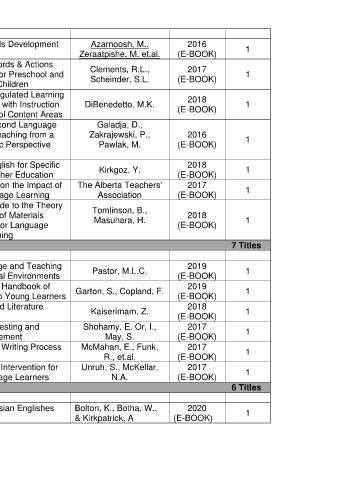 ls Development Azarnoosh, M., 2016 1
Zeraatpishe, M. et.al. (E-BOOK)
ords & Actions Clements, R.L., 2017 1
or Preschool and Scheinder, S.L. (E-BOOK)
Children
gulated Learning DiBenedetto, M.K. 2018 1
with Instruction (E-BOOK)
ol Content Areas
cond Language Galadja, D., 2016 1
eaching from a Zakrajewski, P., (E-BOOK)
c Perspective Pawlak, M.
glish for Specific Kirkgoz, Y. 2018 1
her Education (E-BOOK)
on the Impact of The Alberta Teachers' 2017 1
age Learning Association (E-BOOK)
de to the Theory Tomlinson, B., 2018 1
of Materials Masuhara, H. (E-BOOK)
or Language
ning
7 Titles
ge and Teaching Pastor, M.L.C. 2019 1
al Environments (E-BOOK)
Handbook of Garton, S., Copland, F. 2019 1
o Young Learners (E-BOOK)
d Literature Kaiserimam, Z. 2018 1
(E-BOOK)
esting and Shohamy, E. Or, I., 2017 1
ement May, S. (E-BOOK)
Writing Process McMahan, E., Funk, 2017 1
R., et.al. (E-BOOK)
Intervention for Unruh, S., McKellar, 2017 1
age Learners N.A. (E-BOOK)
6 Titles
sian Englishes Bolton, K., Botha, W., 2020 1
& Kirkpatrick, A (E-BOOK)